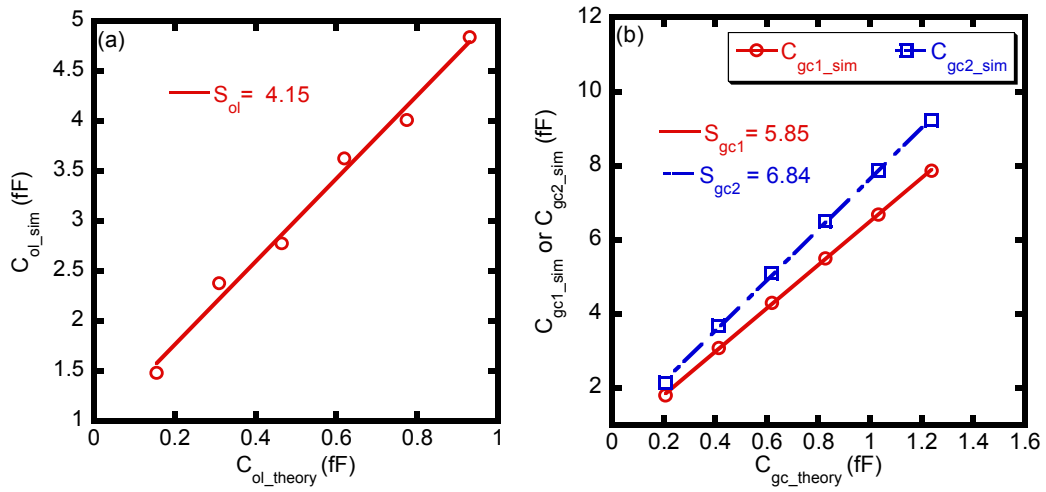 (a)
S_ol = 4.15
5
4.5
4
3.5
3
2.5
2
1.5
1
C_ol_sim (fF)
0 0.2 0.4 0.6 0.8 1
C_ol_theory (fF)
(b)
C_gc1_sim C_gc2_sim
S_gc1 = 5.85
S_gc2 = 6.84
12
10
8
6
4
2
C_gc1_sim or C_gc2_sim (fF)
0 0.2 0.4 0.6 0.8 1 1.2 1.4 1.6
C_gc_theory (fF)